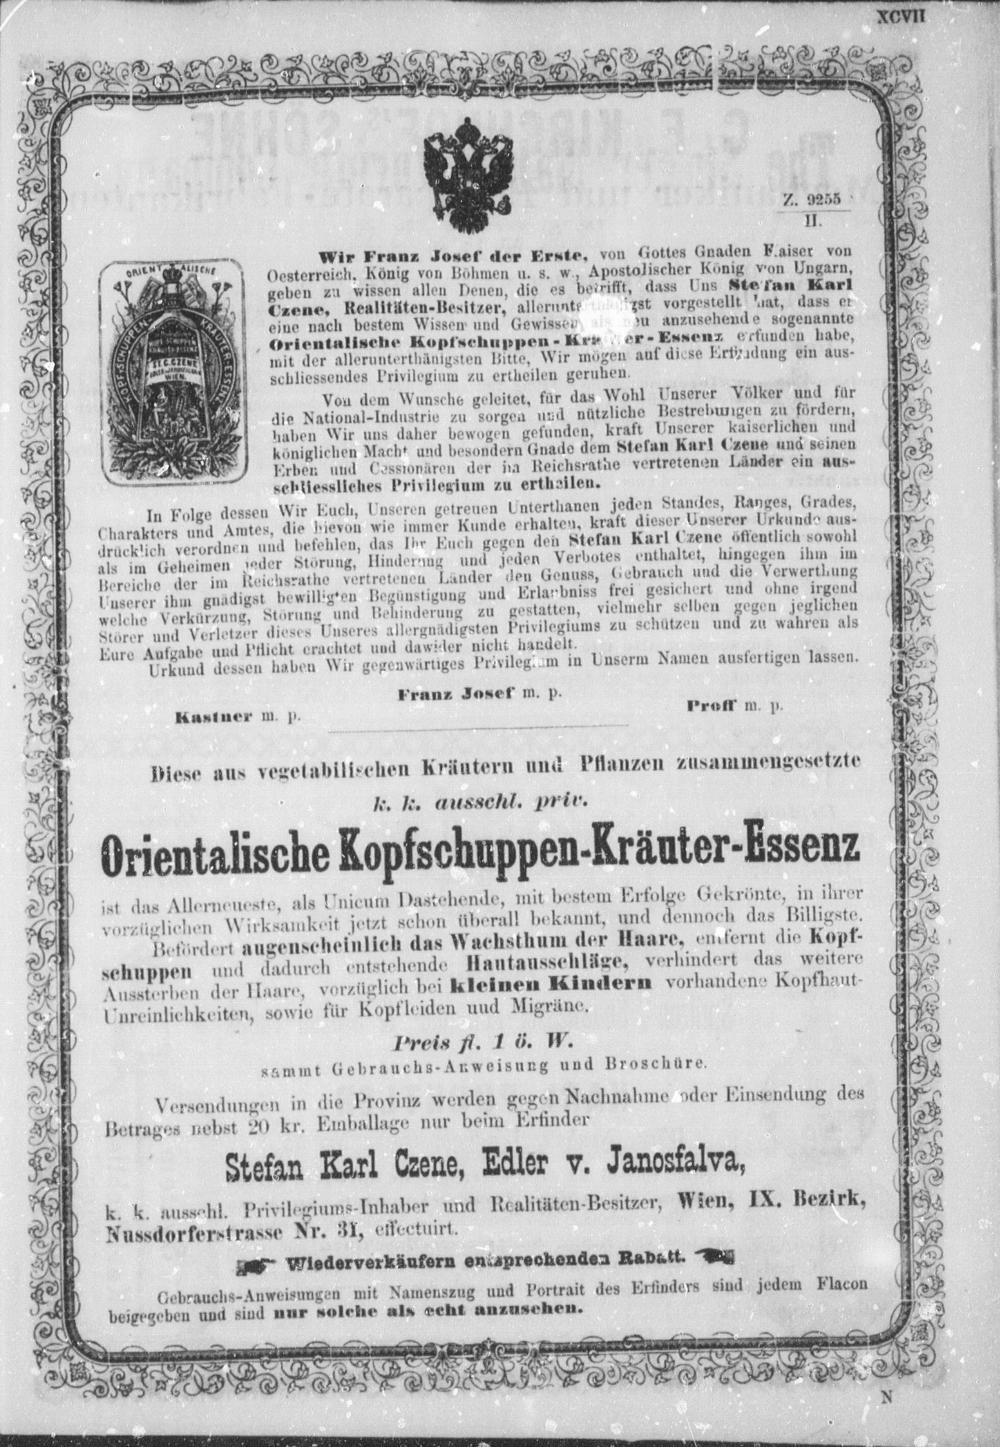 XCVII
Z. 9255
II.
ORIENTALISCHE
KOPFSCHUPPEN
KRÄUTERESSENZ
ST. C. CZENE
WIEN.
Wir Franz Josef der Erste, von Gottes Gnaden Kaiser von
Oesterreich, König von Böhmen u. s. w., Apostolischer König von Ungarn,
geben zu wissen allen Denen, die es betrifft, dass Uns Stefan Karl
Czene, Realitäten-Besitzer, allerunterthänigst vorgestellt hat, dass er
eine nach bestem Wissen und Gewissen als neu anzusehende sogenannte
Orientalische Kopfschuppen-Kräuter-Essenz erfunden habe,
mit der allerunterthänigsten Bitte, Wir mögen auf diese Erfindung ein aus-
schliessendes Privilegium zu ertheilen geruhen.
Von dem Wunsche geleitet, für das Wohl Unserer Völker und für
die National-Industrie zu sorgen und nützliche Bestrebungen zu fördern,
haben Wir uns daher bewogen gefunden, kraft Unserer kaiserlichen und
königlichen Macht und besondern Gnade dem Stefan Karl Czene und seinen
Erben und Cessionären der im Reichsrathe vertretenen Länder ein aus-
schliessliches Privilegium zu ertheilen.
In Folge dessen Wir Euch, Unseren getreuen Unterthanen jeden Standes, Ranges, Grades,
Charakters und Amtes, die hievon wie immer Kunde erhalten, kraft dieser Unserer Urkunde aus-
drücklich verordnen und befehlen, das Ihr Euch gegen den Stefan Karl Czene öffentlich sowohl
als im Geheimen jeder Störung, Hinderung und jeden Verbotes enthaltet, hingegen ihm im
Bereiche der im Reichsrathe vertretenen Länder den Genuss, Gebrauch und die Verwerthung
Unserer ihm gnädigst bewilligten Begünstigung und Erlaubniss frei gesichert und ohne irgend
welche Verkürzung, Störung und Behinderung zu gestatten, vielmehr selben gegen jeglichen
Störer und Verletzer dieses Unseres allergnädigsten Privilegiums zu schützen und zu wahren als
Eure Aufgabe und Pflicht erachtet und dawider nicht handelt.
Urkund dessen haben Wir gegenwärtiges Privilegium in Unserm Namen ausfertigen lassen.
Franz Josef m. p.
Kastner m. p.
Proff m. p.
Diese aus vegetabilischen Kräutern und Pflanzen zusammengesetzte
k. k. ausschl. priv.
Orientalische Kopfschuppen-Kräuter-Essenz
ist das Allerneueste, als Unicum Dastehende, mit bestem Erfolge Gekrönte, in ihrer
vorzüglichen Wirksamkeit jetzt schon überall bekannt, und dennoch das Billigste.
Befördert augenscheinlich das Wachsthum der Haare, entfernt die Kopf-
schuppen und dadurch entstehende Hautausschläge, verhindert das weitere
Aussterben der Haare, vorzüglich bei kleinen Kindern vorhandene Kopfhaut-
Unreinlichkeiten, sowie für Kopfleiden und Migräne.
Preis fl. 1 ö. W.
sammt Gebrauchs-Anweisung und Broschüre.
Versendungen in die Provinz werden gegen Nachnahme oder Einsendung des
Betrages nebst 20 kr. Emballage nur beim Erfinder
Stefan Karl Czene, Edler v. Janosfalva,
k. k. ausschl. Privilegiums-Inhaber und Realitäten-Besitzer, Wien, IX. Bezirk,
Nussdorferstrasse Nr. 31, effectuirt.
Wiederverkäufern entsprechenden Rabatt.
Gebrauchs-Anweisungen mit Namenszug und Portrait des Erfinders sind jedem Flacon
beigegeben und sind nur solche als echt anzusehen.
N